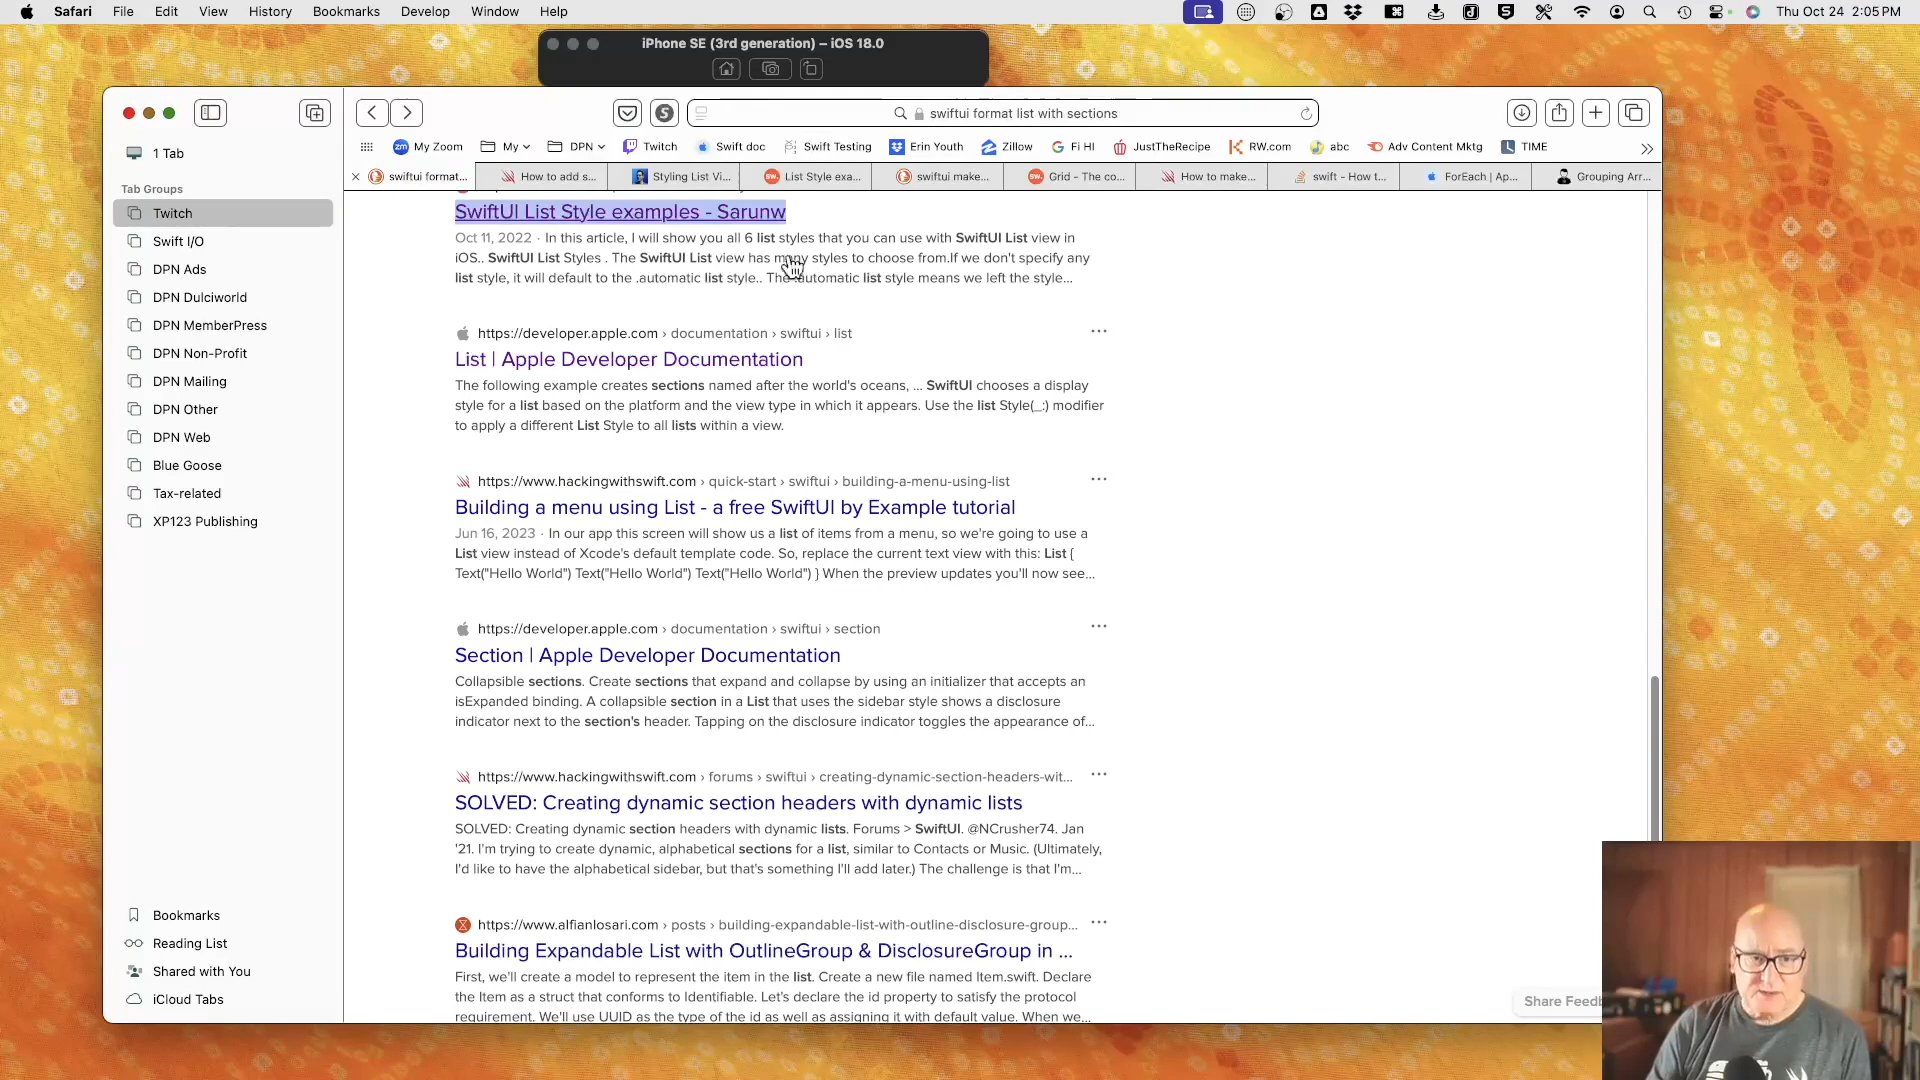 Safari File Edit View History Bookmarks Develop Window Help Thu Oct 24 2:05 PM
iPhone SE (3rd generation) – iOS 18.0
swiftui format list with sections
My Zoom My DPN Twitch Swift doc Swift Testing Erin Youth Zillow Fi HI JustTheRecipe RW.com abc Adv Content Mktg TIME
swiftui format... How to add s... Styling List Vi... List Style exa... swiftui make... Grid - The co... How to make... swift - How t... ForEach | Ap... Grouping Arr...
1 Tab
Tab Groups
Twitch
Swift I/O
DPN Ads
DPN Dulciworld
DPN MemberPress
DPN Non-Profit
DPN Mailing
DPN Other
DPN Web
Blue Goose
Tax-related
XP123 Publishing
Bookmarks
Reading List
Shared with You
iCloud Tabs
SwiftUI List Style examples - Sarunw
Oct 11, 2022 · In this article, I will show you all 6 list styles that you can use with SwiftUI List view in
iOS.. SwiftUI List Styles . The SwiftUI List view has many styles to choose from.If we don't specify any
list style, it will default to the .automatic list style.. The automatic list style means we left the style...
https://developer.apple.com › documentation › swiftui › list
List | Apple Developer Documentation
The following example creates sections named after the world's oceans, ... SwiftUI chooses a display
style for a list based on the platform and the view type in which it appears. Use the list Style(_:) modifier
to apply a different List Style to all lists within a view.
https://www.hackingwithswift.com › quick-start › swiftui › building-a-menu-using-list
Building a menu using List - a free SwiftUI by Example tutorial
Jun 16, 2023 · In our app this screen will show us a list of items from a menu, so we're going to use a
List view instead of Xcode's default template code. So, replace the current text view with this: List {
Text("Hello World") Text("Hello World") Text("Hello World") } When the preview updates you'll now see...
https://developer.apple.com › documentation › swiftui › section
Section | Apple Developer Documentation
Collapsible sections. Create sections that expand and collapse by using an initializer that accepts an
isExpanded binding. A collapsible section in a List that uses the sidebar style shows a disclosure
indicator next to the section's header. Tapping on the disclosure indicator toggles the appearance of...
https://www.hackingwithswift.com › forums › swiftui › creating-dynamic-section-headers-wit...
SOLVED: Creating dynamic section headers with dynamic lists
SOLVED: Creating dynamic section headers with dynamic lists. Forums > SwiftUI. @NCrusher74. Jan
'21. I'm trying to create dynamic, alphabetical sections for a list, similar to Contacts or Music. (Ultimately,
I'd like to have the alphabetical sidebar, but that's something I'll add later.) The challenge is that I'm...
https://www.alfianlosari.com › posts › building-expandable-list-with-outline-disclosure-group...
Building Expandable List with OutlineGroup & DisclosureGroup in ...
First, we'll create a model to represent the item in the list. Create a new file named Item.swift. Declare
the Item as a struct that conforms to Identifiable. Let's declare the id property to satisfy the protocol
requirement. We'll use UUID as the type of the id as well as assigning it with default value. When we...
Share Feedb